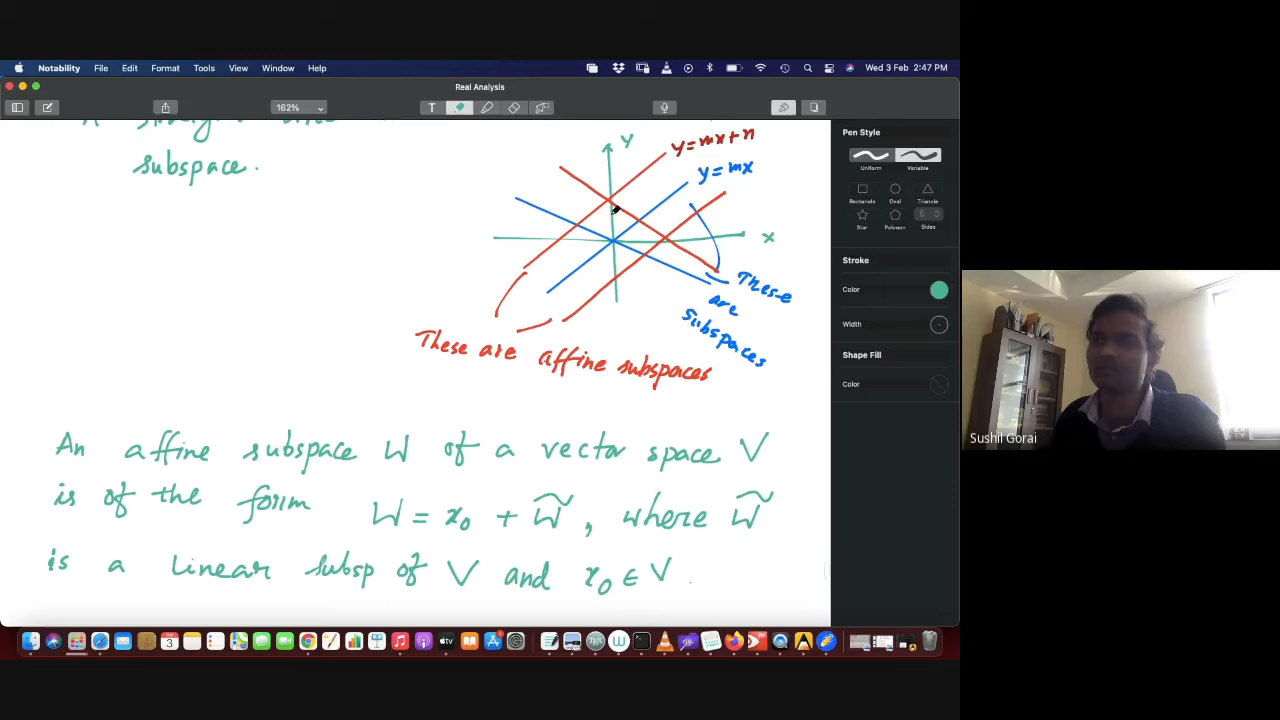 Notability File Edit Format Tools View Window Help
Wed 3 Feb 2:47 PM
Real Analysis
162%
T
subspace.
Y
y=mx+n
y=mx
x
Thes-e
are
subspaces
These are affine subspaces
An affine subspace W of a vector space V
is of the form W = x₀ + W̃, where W̃
is a linear subsp of V and x₀ ∈ V.
Pen Style
Uniform Variable
Rectangle Oval Triangle
5
Star Polygon Sides
Stroke
Color
Width
Shape Fill
Color
Sushil Gorai